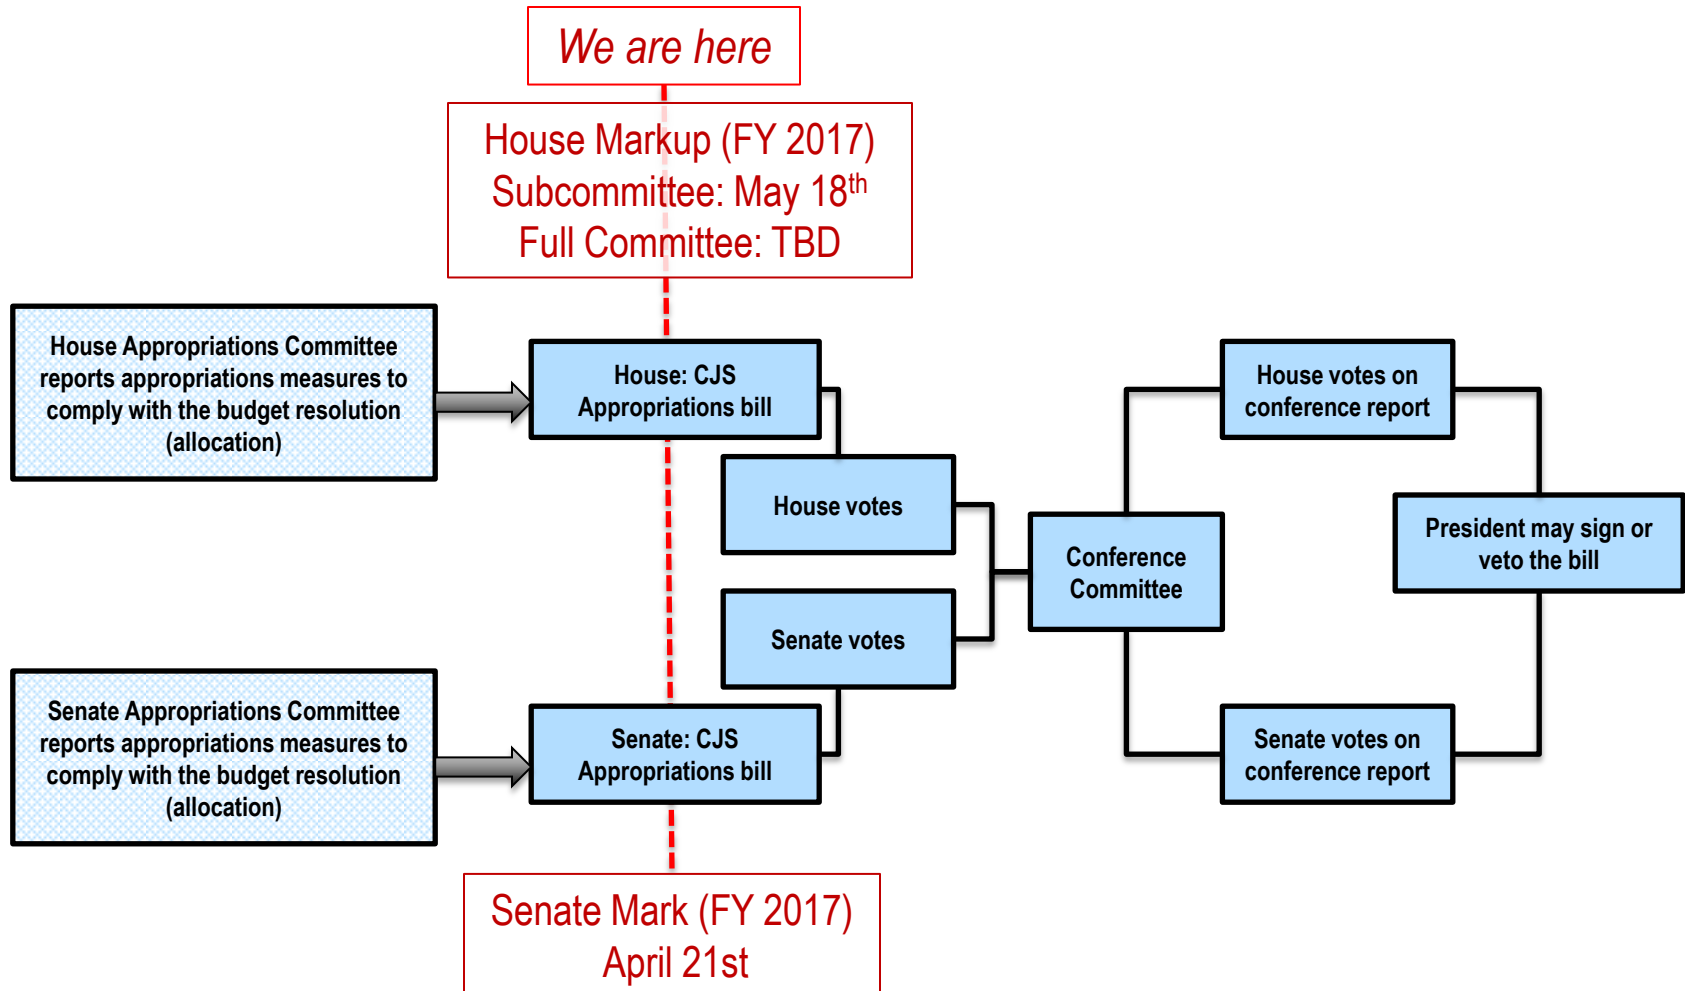 We are here
House Markup (FY 2017)
Subcommittee: May 18th
Full Committee: TBD
House Appropriations Committee
reports appropriations measures to
comply with the budget resolution
(allocation)
House: CJS
Appropriations bill
House votes
Senate votes
Senate Appropriations Committee
reports appropriations measures to
comply with the budget resolution
(allocation)
Senate: CJS
Appropriations bill
Conference
Committee
House votes on
conference report
Senate votes on
conference report
President may sign or
veto the bill
Senate Mark (FY 2017)
April 21st